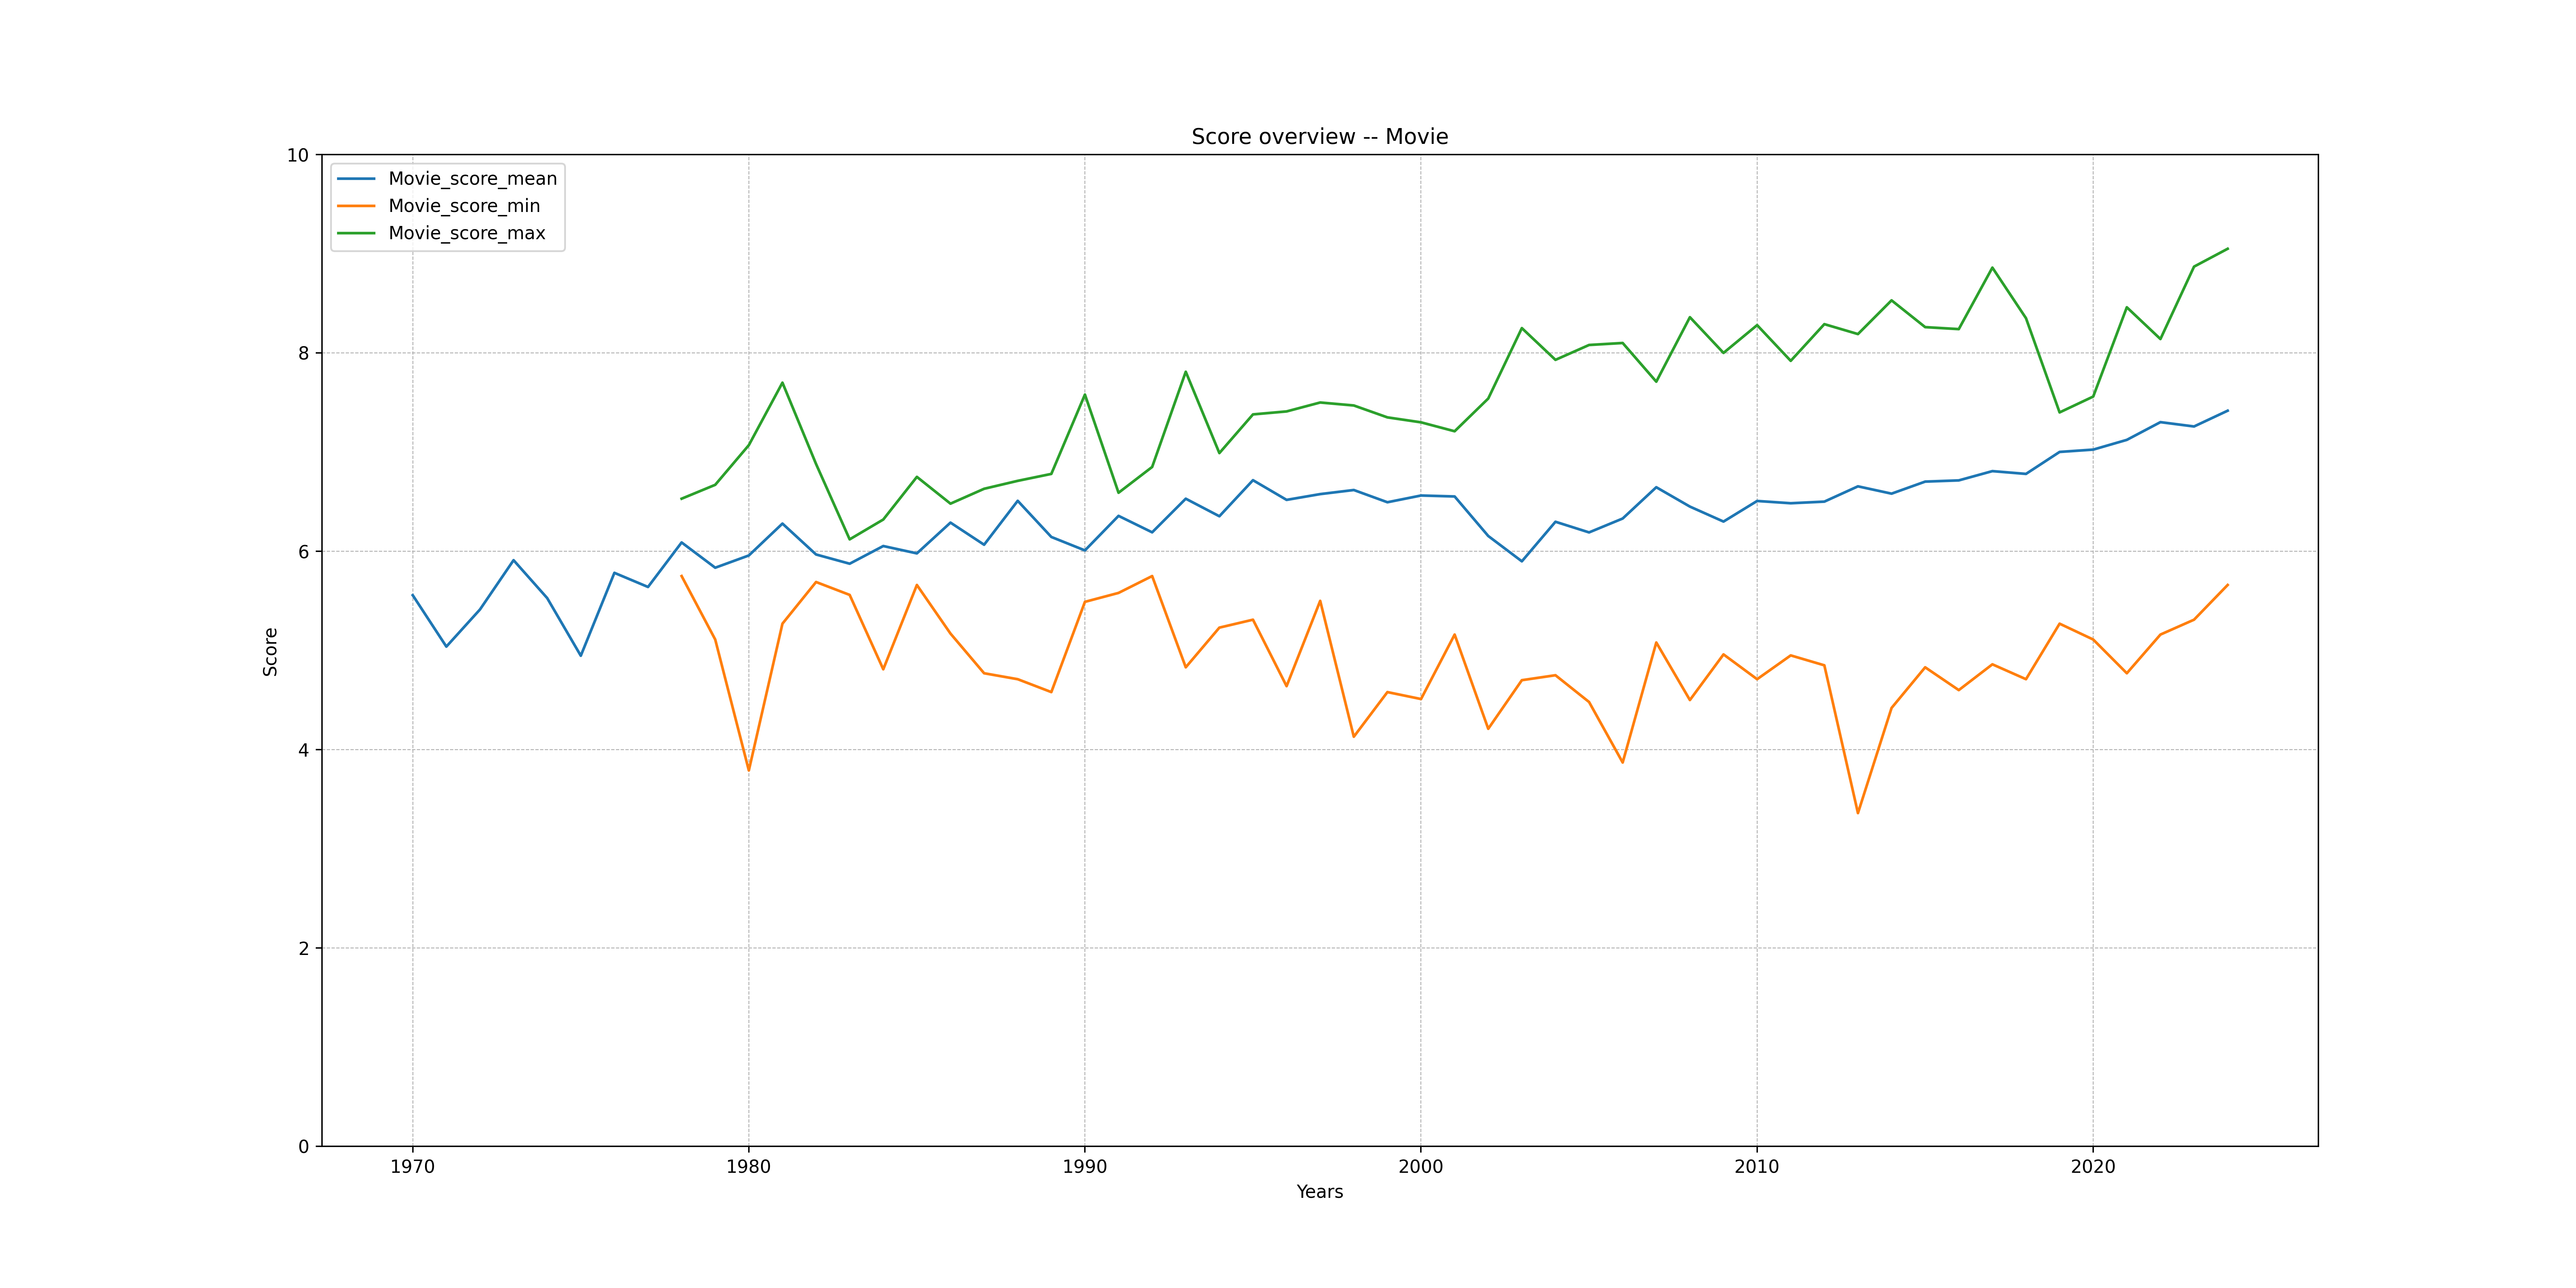 Score overview -- Movie
Movie_score_mean
Movie_score_min
Movie_score_max
10
8
6
4
2
0
Score
1970 1980 1990 2000 2010 2020
Years